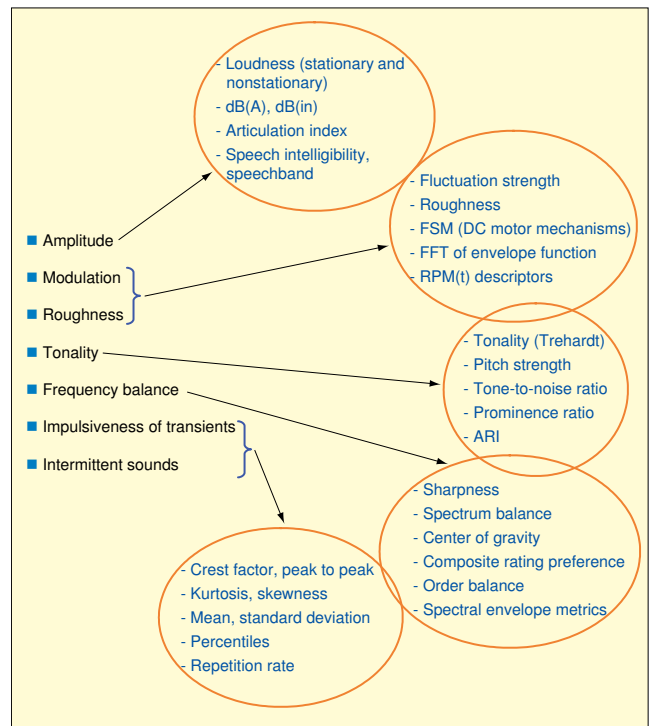 - Loudness (stationary and
nonstationary)
- dB(A), dB(in)
- Articulation index
- Speech intelligibility,
speechband
- Fluctuation strength
- Roughness
- FSM (DC motor mechanisms)
- FFT of envelope function
- RPM(t) descriptors
■ Amplitude
■ Modulation
■ Roughness
■ Tonality
■ Frequency balance
■ Impulsiveness of transients
■ Intermittent sounds
- Tonality (Trehardt)
- Pitch strength
- Tone-to-noise ratio
- Prominence ratio
- ARI
- Sharpness
- Spectrum balance
- Center of gravity
- Composite rating preference
- Order balance
- Spectral envelope metrics
- Crest factor, peak to peak
- Kurtosis, skewness
- Mean, standard deviation
- Percentiles
- Repetition rate